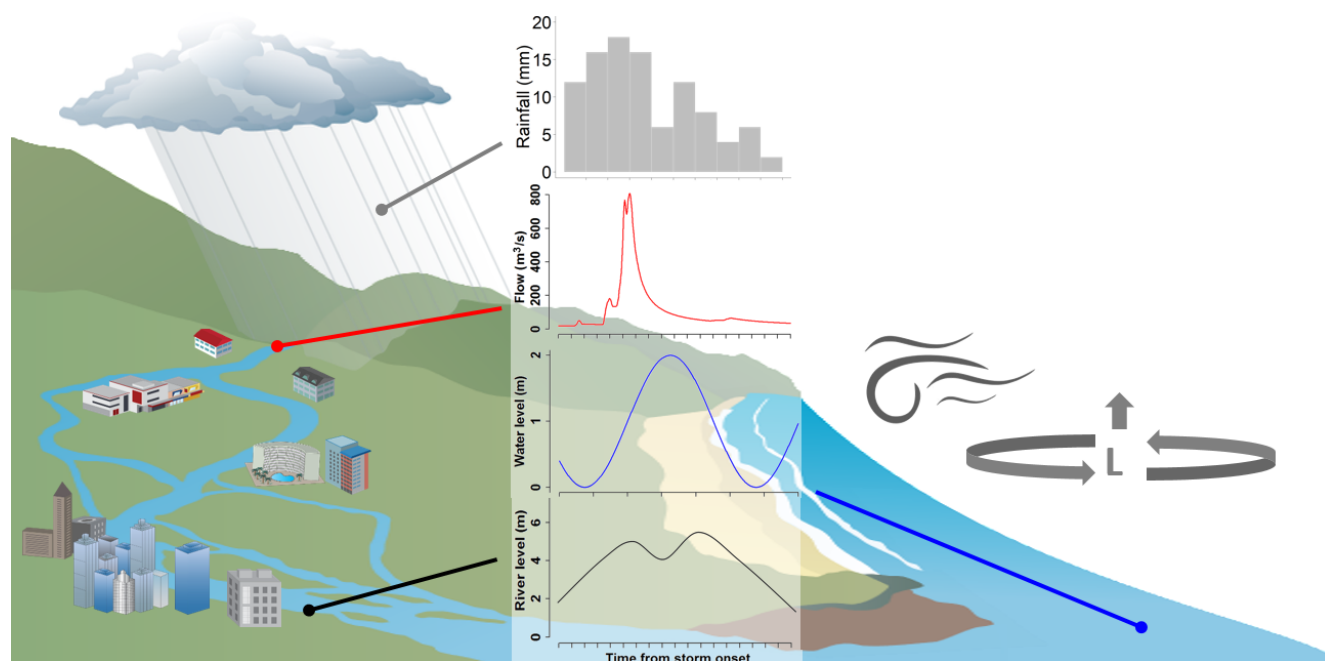 Rainfall (mm)
20
15
10
5
0
Flow (m³/s)
800
600
400
200
0
Water level (m)
2
1
0
L
River level (m)
6
4
2
0
Time from storm onset